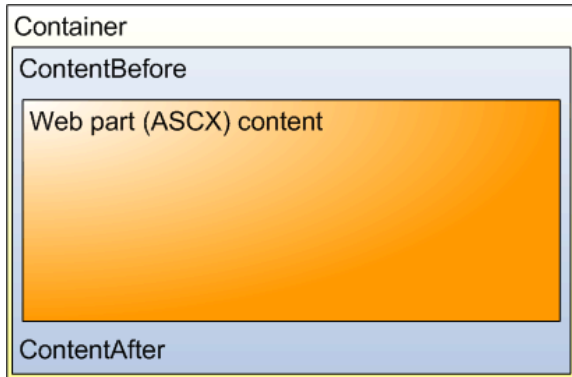 Container
ContentBefore
Web part (ASCX) content
ContentAfter